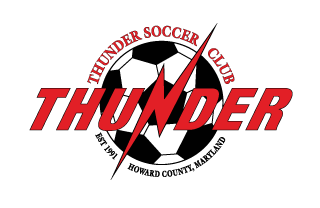 THUNDER SOCCER CLUB
THUNDER
EST 1991
HOWARD COUNTY, MARYLAND